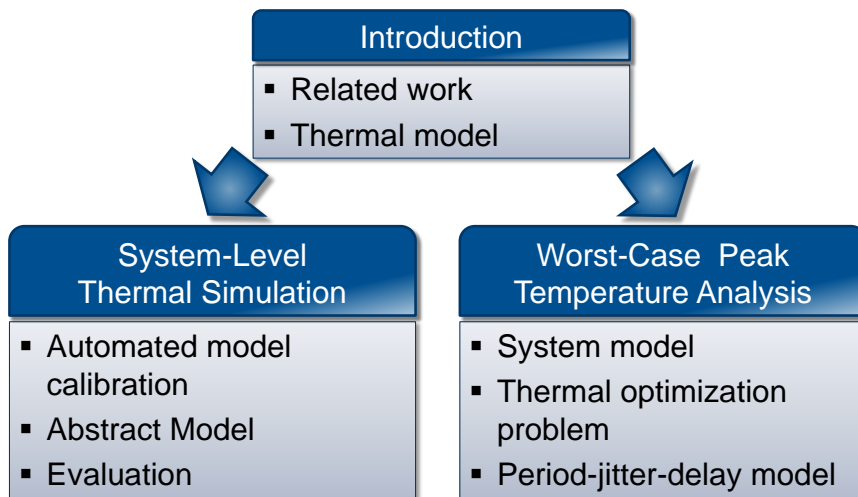 Introduction
▪ Related work
▪ Thermal model
System-Level
Thermal Simulation
▪ Automated model
calibration
▪ Abstract Model
▪ Evaluation
Worst-Case Peak
Temperature Analysis
▪ System model
▪ Thermal optimization
problem
▪ Period-jitter-delay model